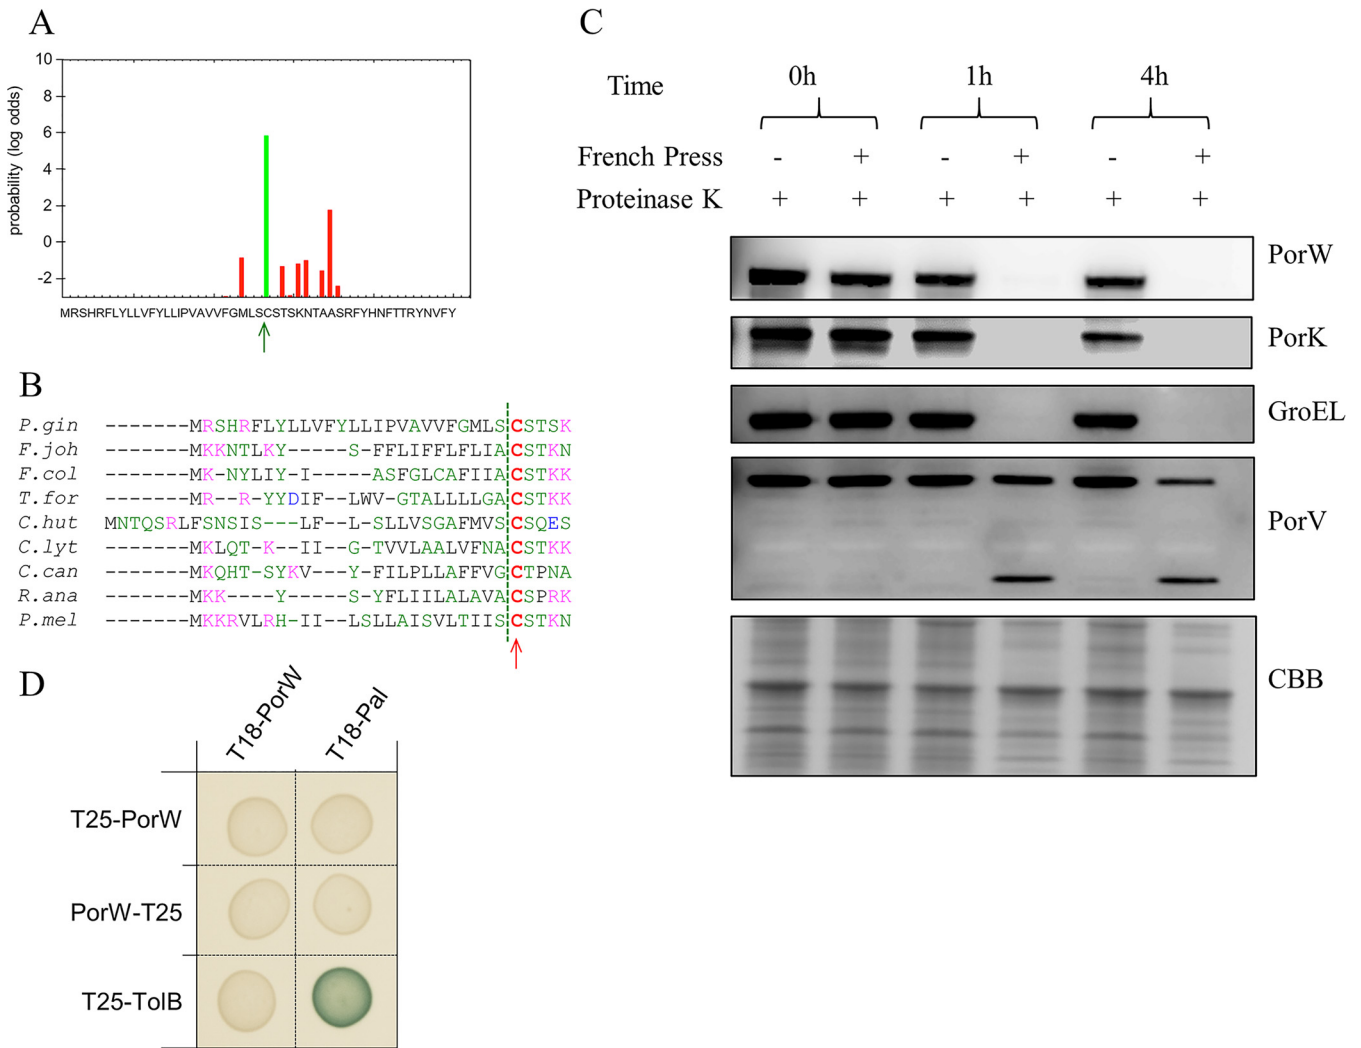 A
10
8
6
4
2
0
-2
probability (log odds)
MRSHRFLYLLVFYLLIPVAVVFGMLSCSTSKNTAASRFYHNFTTRYNVFY
B
P.gin -------MRSHRFLYLLVFYLLIPVAVVFGMLSCSTSK
F.joh -------MKKNTLKY-----S-FFLIFFLFLIACSTKN
F.col -------MK-NYLIY-I-----ASFGLCAFIIACSTKK
T.for -------MR--R-YYDIF--LWV-GTALLLLGACSTKK
C.hut MNTQSRLFSNSIS---LF--L-SLLVSGAFMVSCSQES
C.lyt -------MKLQT-K--II--G-TVVLAALVFNACSTKK
C.can -------MKQHT-SYKV---Y-FILPLLAFFVGCTPNA
R.ana -------MKK----Y-----S-YFLIILALAVACSPRK
P.mel -------MKKRVLRH-II--LSLLAISVLTIISCSTKN
C
Time 0h 1h 4h
French Press - + - + - +
Proteinase K + + + + + +
PorW
PorK
GroEL
PorV
CBB
D
T18-PorW T18-Pal
T25-PorW
PorW-T25
T25-TolB